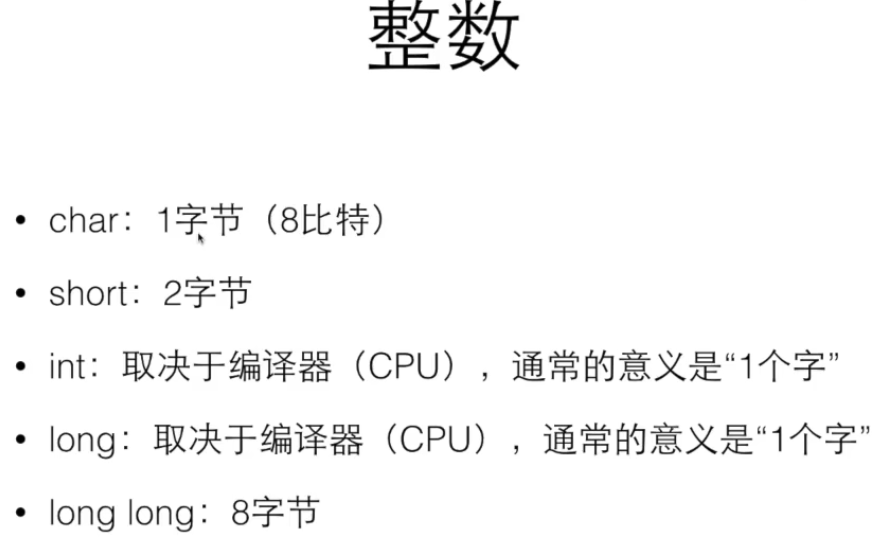 整数
• char：1字节（8比特）
• short：2字节
• int：取决于编译器（CPU），通常的意义是“1个字”
• long：取决于编译器（CPU），通常的意义是“1个字”
• long long：8字节